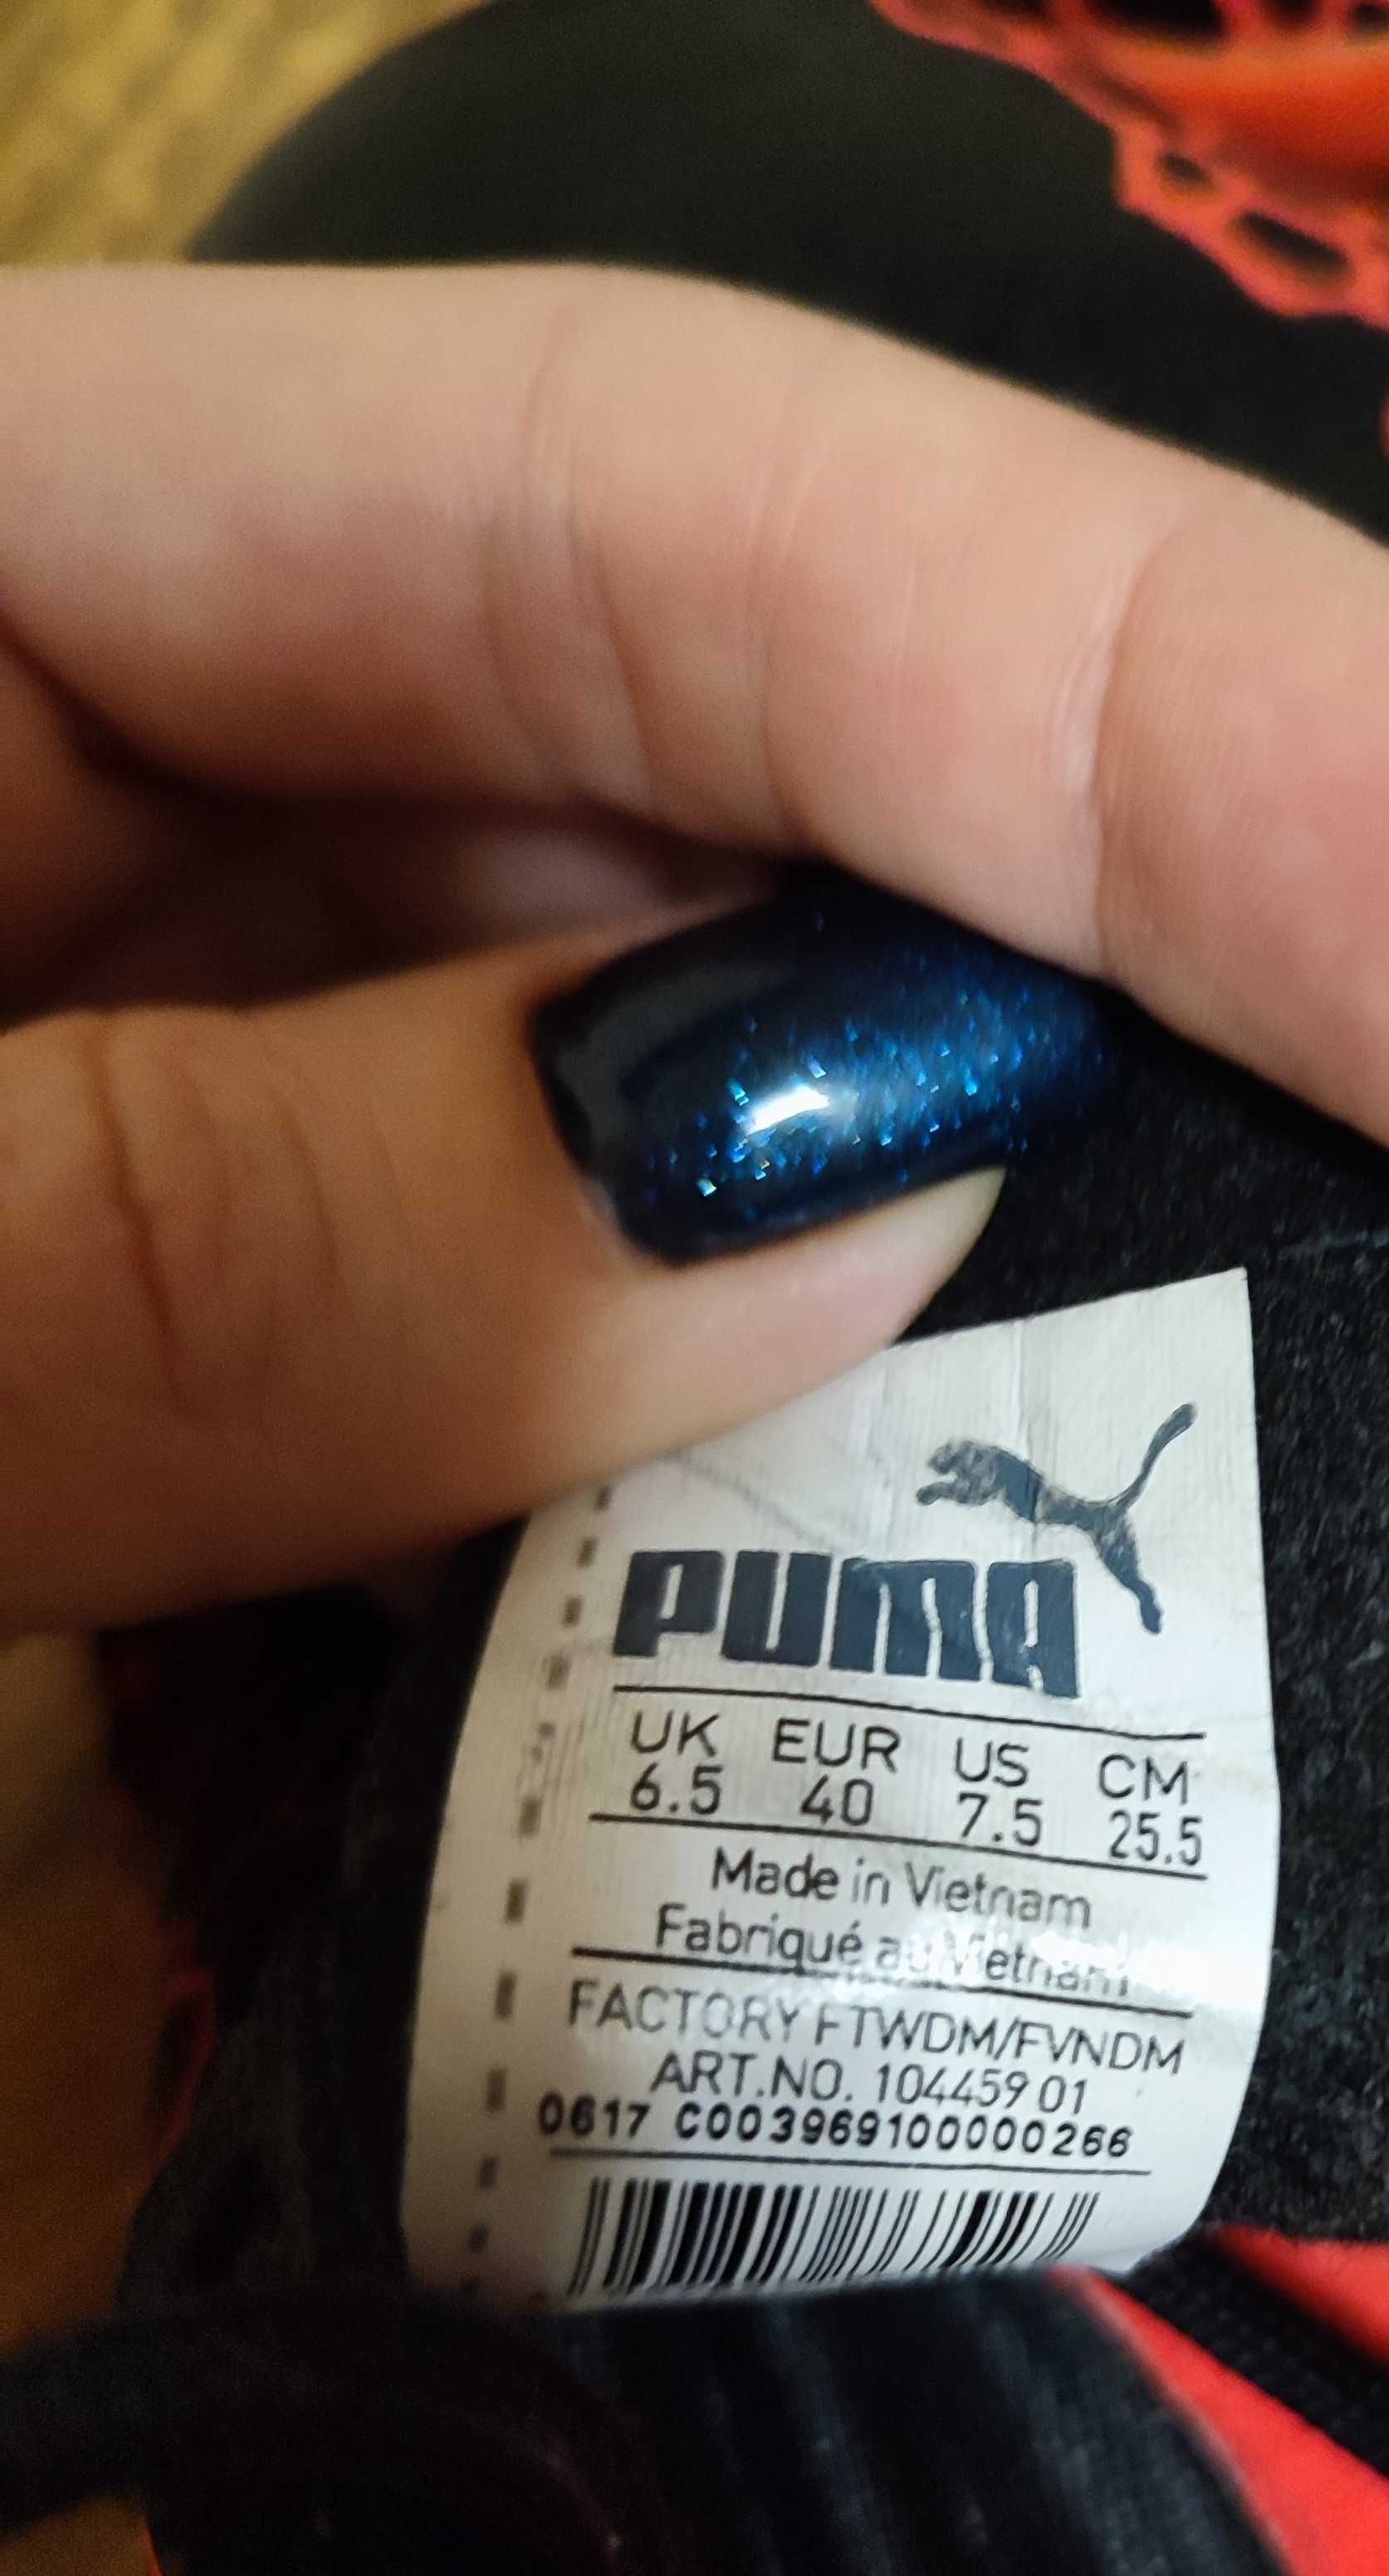 PUMA
UK EUR US CM
6.5 40 7.5 25.5
Made in Vietnam
Fabriqué au Vietnam
FACTORY FTWDM/FVNDM
ART.NO. 104459 01
0617 C003969100000266